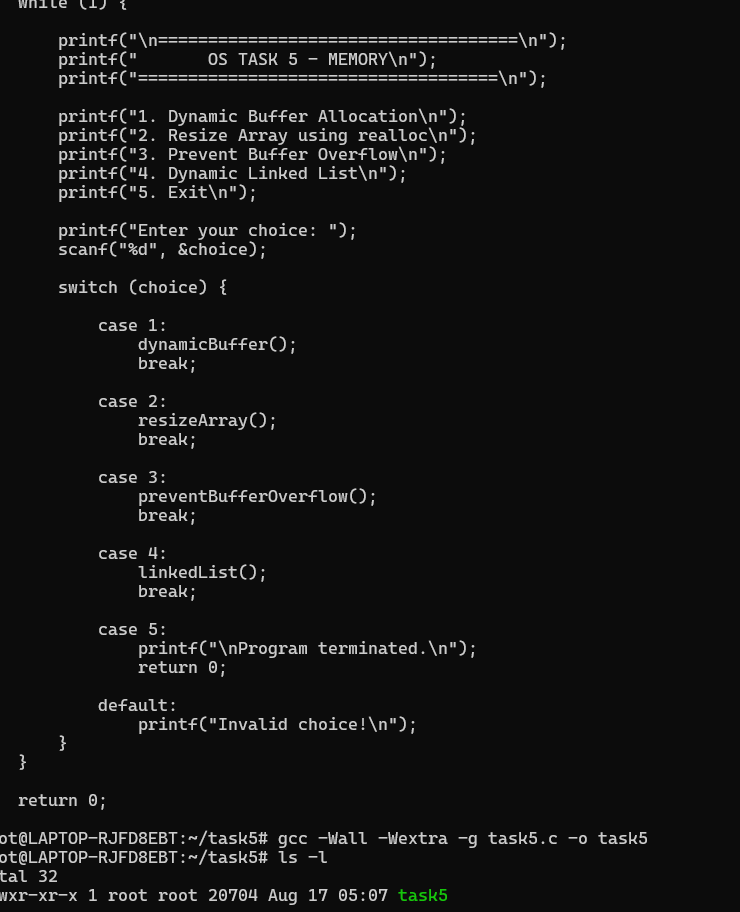 while (1) {
printf("\n====================================\n");
printf("       OS TASK 5 - MEMORY\n");
printf("====================================\n");
printf("1. Dynamic Buffer Allocation\n");
printf("2. Resize Array using realloc\n");
printf("3. Prevent Buffer Overflow\n");
printf("4. Dynamic Linked List\n");
printf("5. Exit\n");
printf("Enter your choice: ");
scanf("%d", &choice);
switch (choice) {
case 1:
dynamicBuffer();
break;
case 2:
resizeArray();
break;
case 3:
preventBufferOverflow();
break;
case 4:
linkedList();
break;
case 5:
printf("\nProgram terminated.\n");
return 0;
default:
printf("Invalid choice!\n");
}
}
return 0;
ot@LAPTOP-RJFD8EBT:~/task5# gcc -Wall -Wextra -g task5.c -o task5
ot@LAPTOP-RJFD8EBT:~/task5# ls -l
tal 32
wxr-xr-x 1 root root 20704 Aug 17 05:07 task5